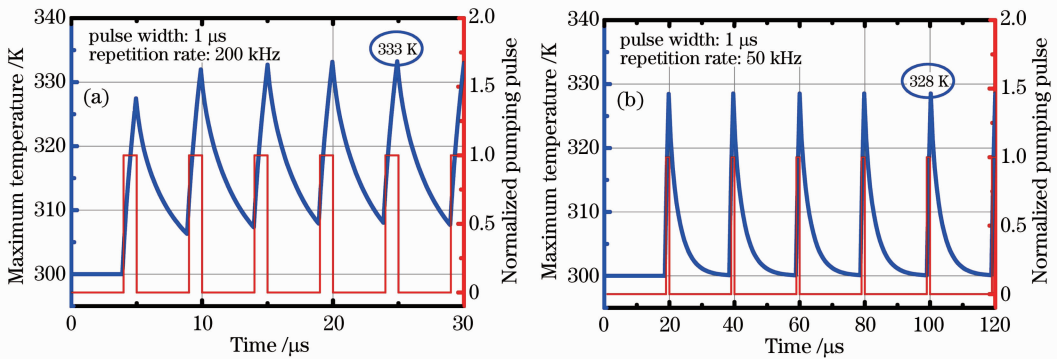 340
330
320
310
300
Maximum temperature /K
pulse width: 1 μs
repetition rate: 200 kHz
(a)
333 K
2.0
1.5
1.0
0.5
0
Normalized pumping pulse
0 10 20 30
Time /μs
340
330
320
310
300
Maximum temperature /K
pulse width: 1 μs
repetition rate: 50 kHz
(b)
328 K
2.0
1.5
1.0
0.5
0
Normalized pumping pulse
0 20 40 60 80 100 120
Time /μs